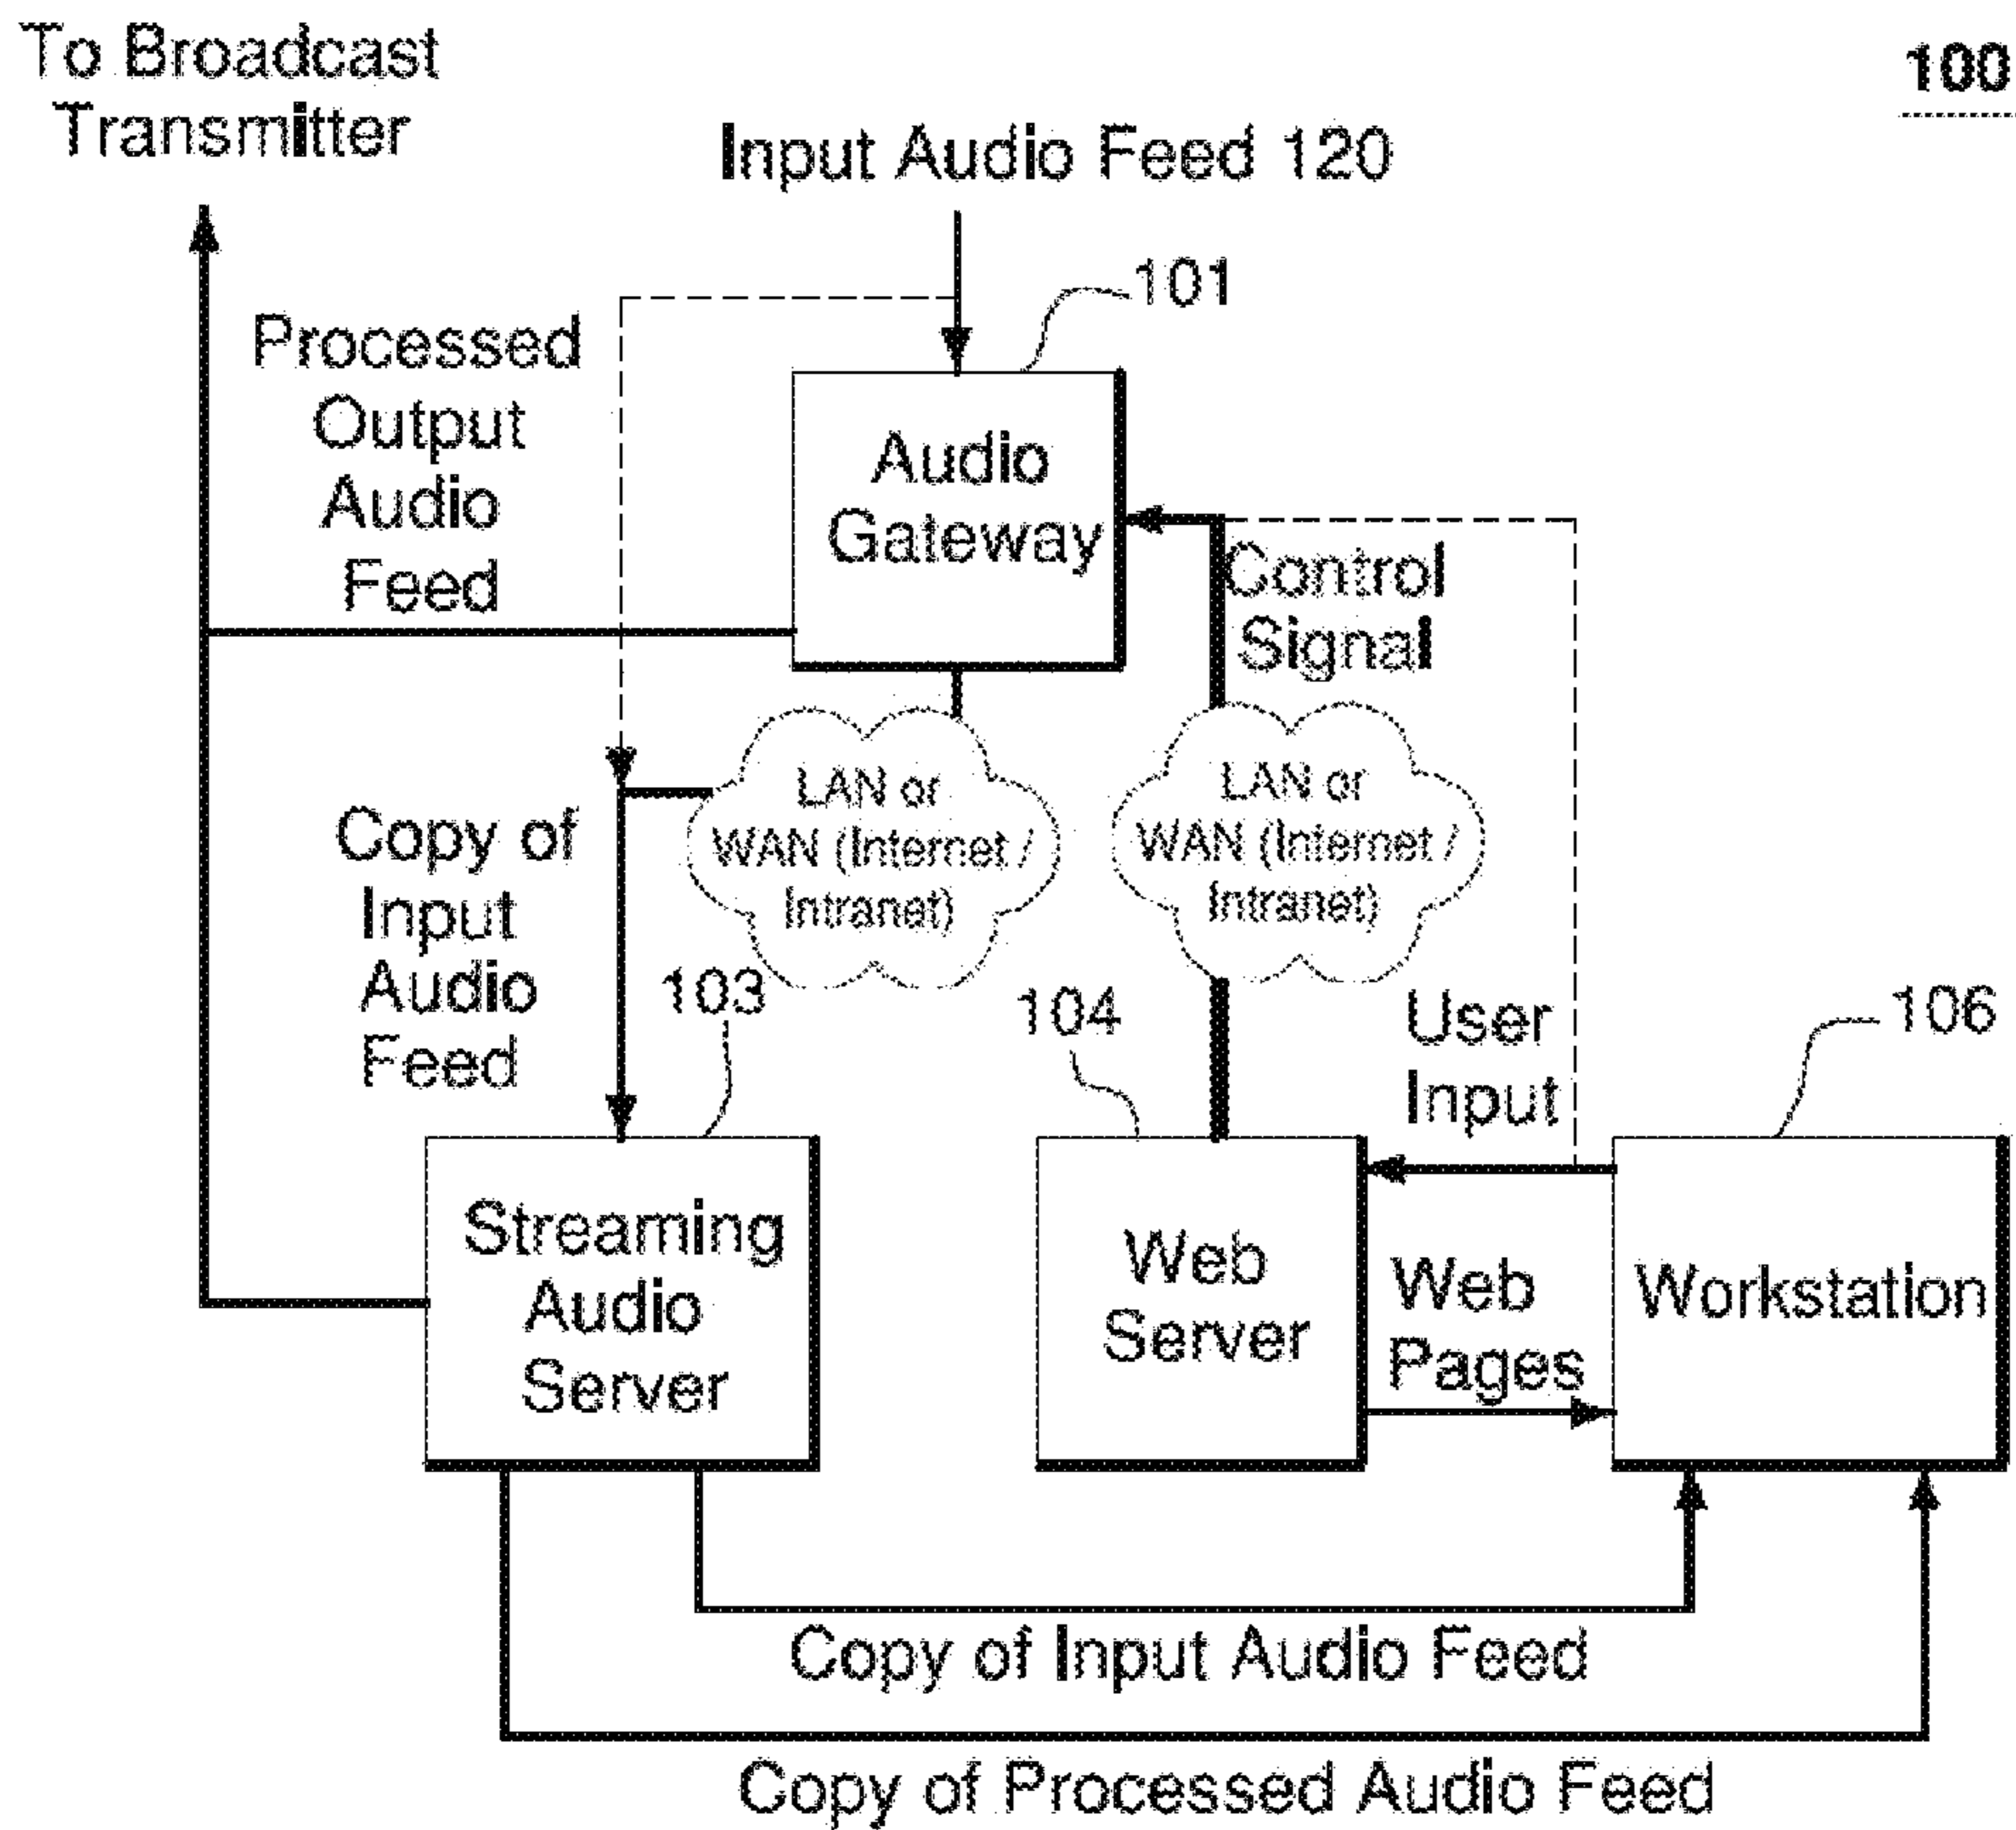 To Broadcast
Transmitter
100
Input Audio Feed 120
101
Processed
Output
Audio
Feed
Audio
Gateway
Control
Signal
LAN or
WAN (Internet /
Intranet)
LAN or
WAN (Internet /
Intranet)
Copy of
Input
Audio
Feed
103
104
User
Input
106
Streaming
Audio
Server
Web
Server
Web
Pages
Workstation
Copy of Input Audio Feed
Copy of Processed Audio Feed